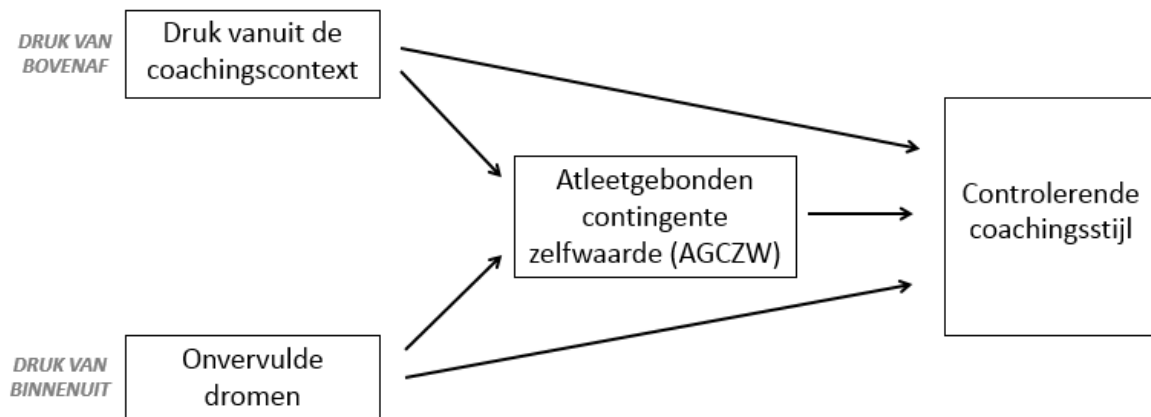 DRUK VAN
BOVENAF
Druk vanuit de
coachingscontext
Atleetgebonden
contingente
zelfwaarde (AGCZW)
Controlerende
coachingsstijl
DRUK VAN
BINNENUIT
Onvervulde
dromen